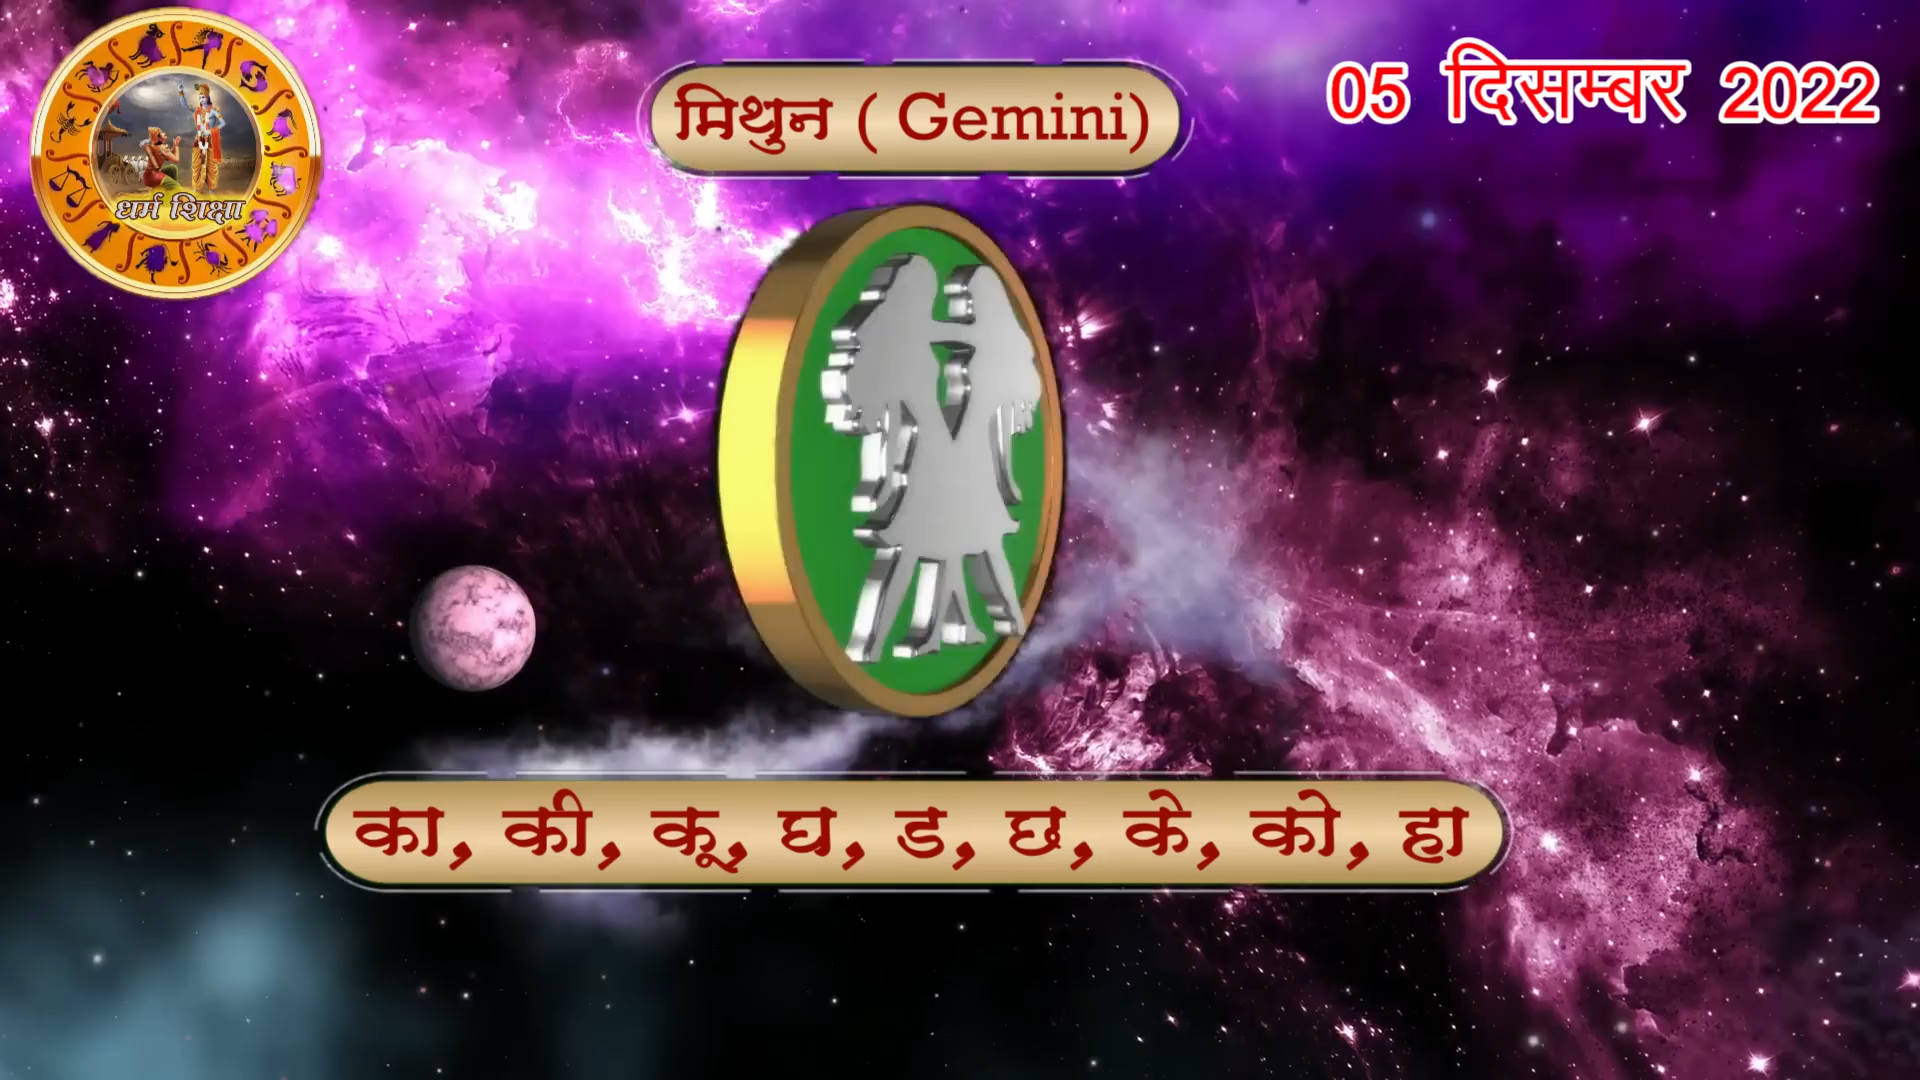 धर्म शिक्षा
मिथुन ( Gemini)
05 दिसम्बर 2022
का, की, कू, घ, ड, छ, के, को, हा